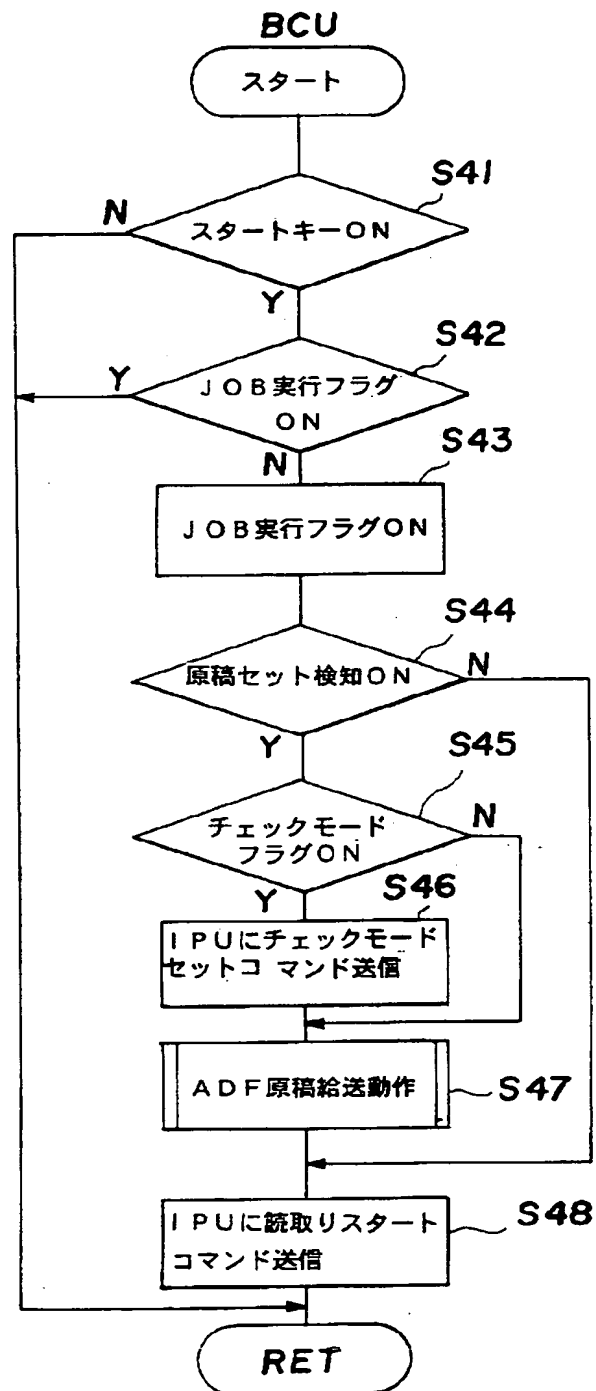 BCU
スタート
S41
N
スタートキーON
Y
S42
Y
JOB実行フラグ
ON
N
S43
JOB実行フラグON
S44
原稿セット検知ON
N
Y
S45
チェックモード
フラグON
N
Y
S46
IPUにチェックモード
セットコ マンド送信
ADF原稿給送動作
S47
IPUに読取りスタート
コマンド送信
S48
RET